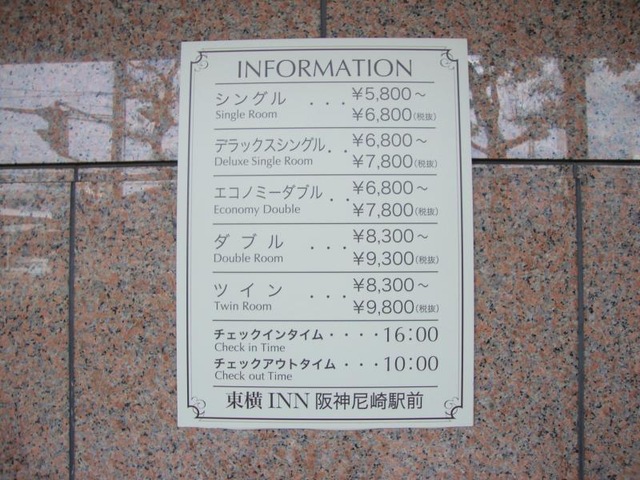 INFORMATION
シングル ... ¥5,800~
Single Room ¥6,800(税抜)
デラックスシングル.. ¥6,800~
Deluxe Single Room ¥7,800(税抜)
エコノミーダブル.. ¥6,800~
Economy Double ¥7,800(税抜)
ダブル ... ¥8,300~
Double Room ¥9,300(税抜)
ツイン ... ¥8,300~
Twin Room ¥9,800(税抜)
チェックインタイム・・・・16:00
Check in Time
チェックアウトタイム・・・10:00
Check out Time
東横 INN 阪神尼崎駅前